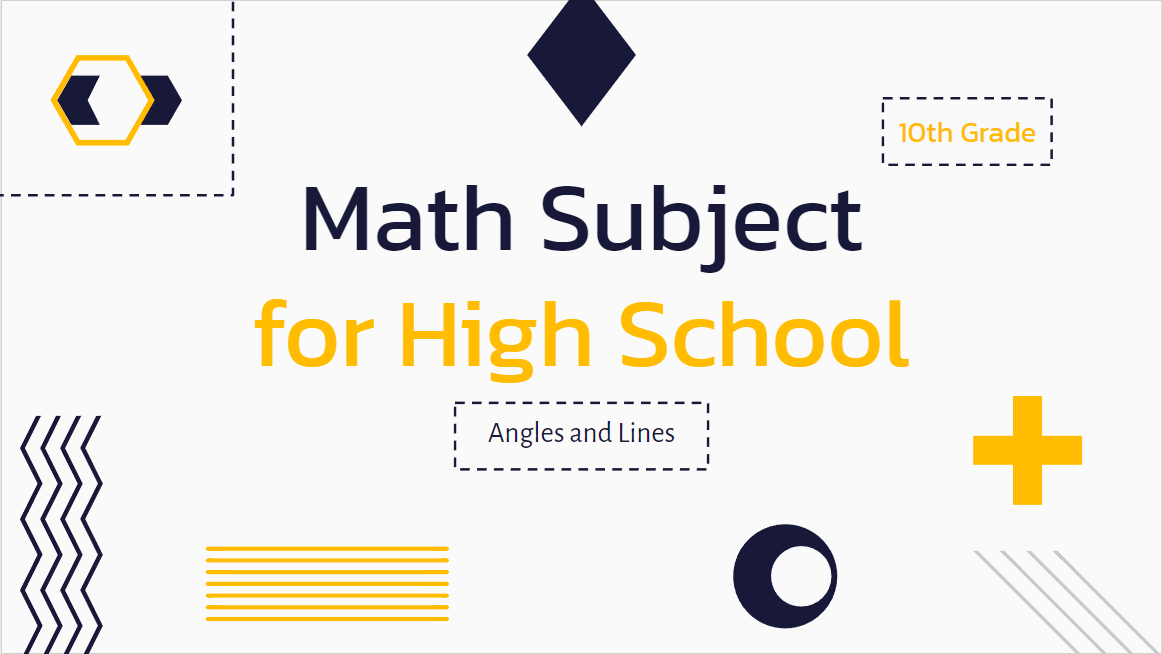 10th Grade
Math Subject
for High School
Angles and Lines